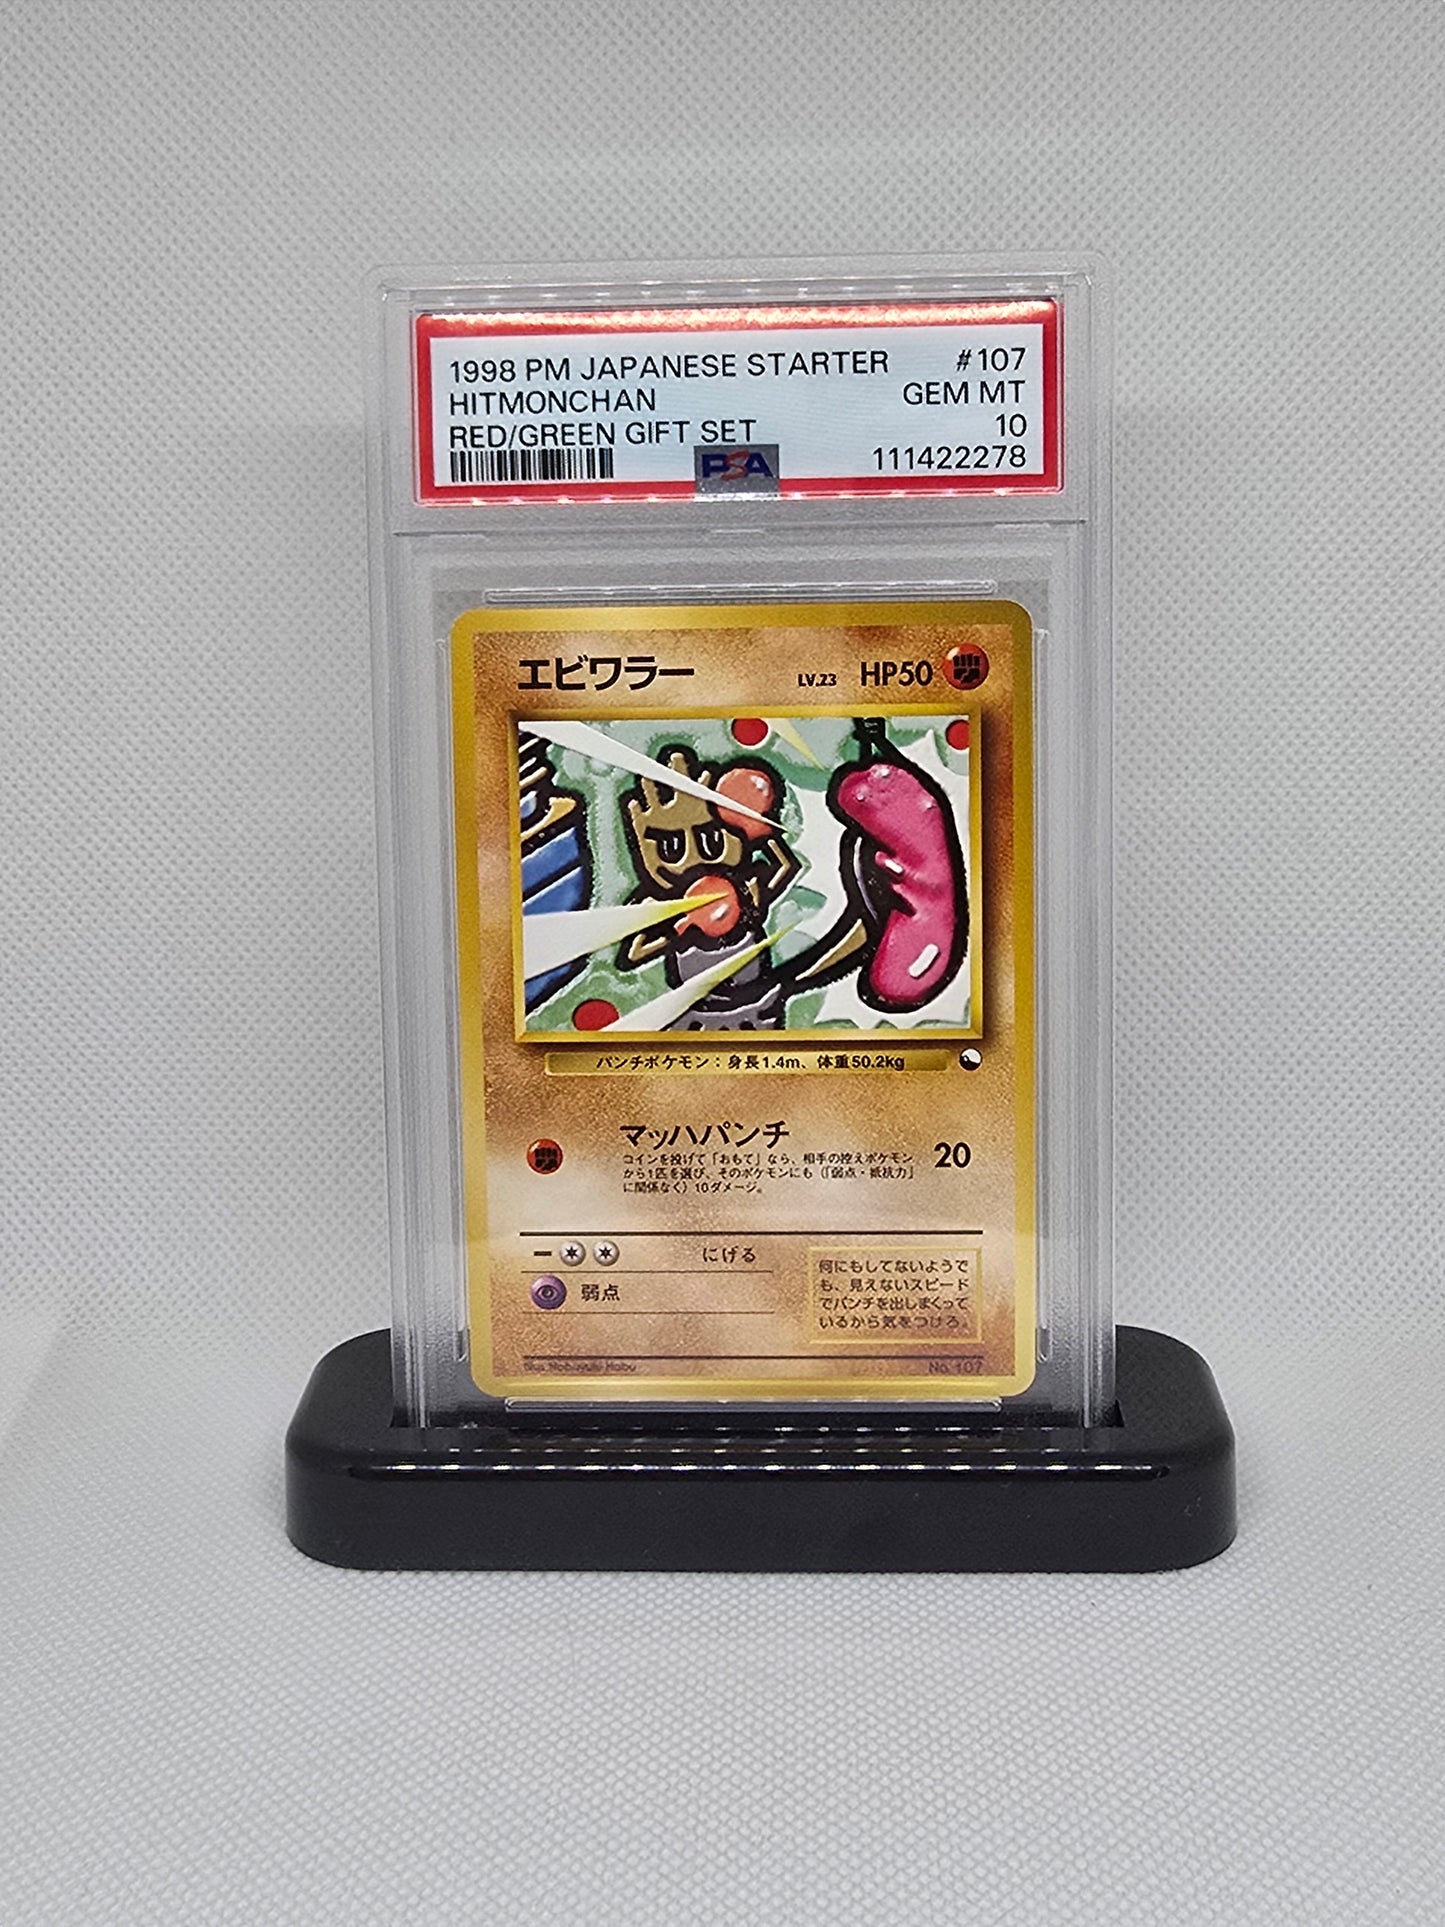 1998 PM JAPANESE STARTER #107
HITMONCHAN GEM MT
RED/GREEN GIFT SET 10
PSA 111422278
エビワラー LV.23 HP50
パンチポケモン：身長1.4m、体重50.2kg
マッハパンチ 20
コインを投げて「おもて」なら、相手の控えポケモン
から1匹を選び、そのポケモンにも（「弱点・抵抗力」
に関係なく）10ダメージ。
ー にげる
弱点
何にもしてないようで
も、見えないスピード
でパンチを出しまくって
いるから気をつけろ。
Illus. Nobuyuki Habu No. 107